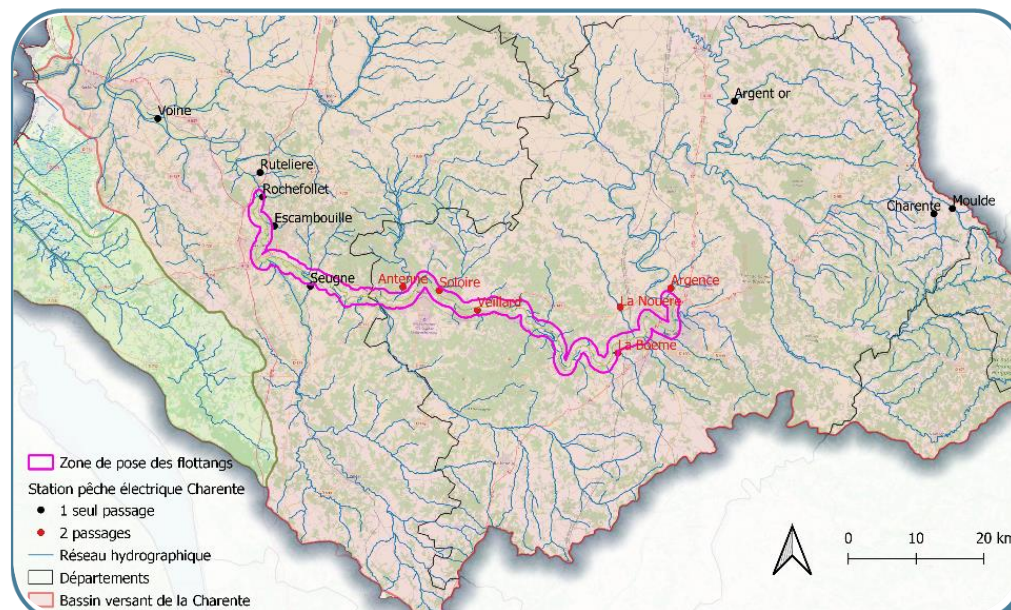 Argent or
Voine
Ruteliere
Rochefollet
Moulde
Charente
Escambouille
Seugne
Antenne
Soloire
Argence
Veillard
La Nouère
La Boeme
Zone de pose des flottangs
Station pêche électrique Charente
1 seul passage
2 passages
Réseau hydrographique
Départements
Bassin versant de la Charente
0 10 20 km